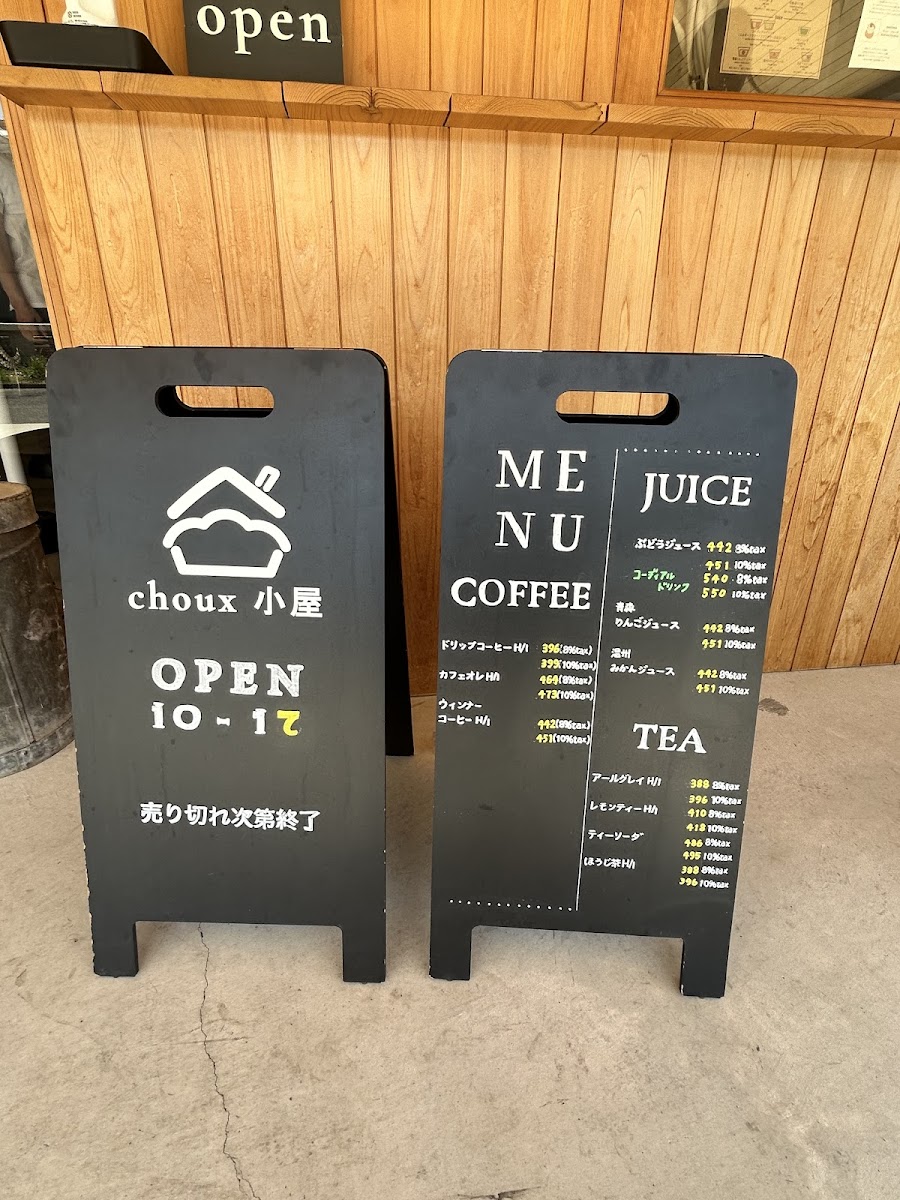 open
choux 小屋
OPEN
10 - 17
売り切れ次第終了
ME
NU
COFFEE
ドリップコーヒーH/I 396(8%tax)
399(10%tax)
カフェオレH/I 464(8%tax)
473(10%tax)
ウィンナー
コーヒー H/I 442(8%tax)
451(10%tax)
JUICE
ぶどうジュース 442 8%tax
451 10%tax
コーディアル 540 8%tax
ドリンク 550 10%tax
青森
りんごジュース 442 8%tax
451 10%tax
温州
みかんジュース 442 8%tax
451 10%tax
TEA
アールグレイ H/I 388 8%tax
396 10%tax
レモンティーH/I 410 8%tax
418 10%tax
ティーソーダ 486 8%tax
495 10%tax
ほうじ茶H/I 388 8%tax
396 10%tax